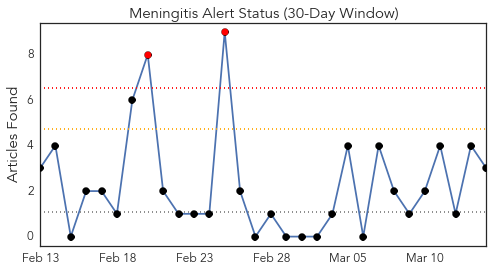 Meningitis Alert Status (30-Day Window)
Articles Found
8
6
4
2
0
Feb 13 Feb 18 Feb 23 Feb 28 Mar 05 Mar 10